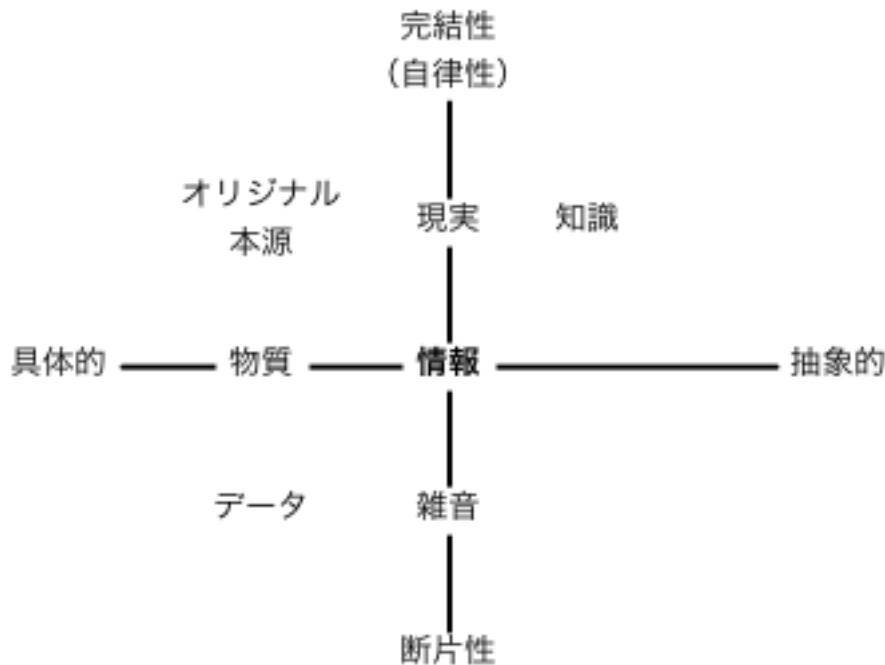 完結性
（自律性）
オリジナル
本源
現実
知識
具体的
物質
情報
抽象的
データ
雑音
断片性